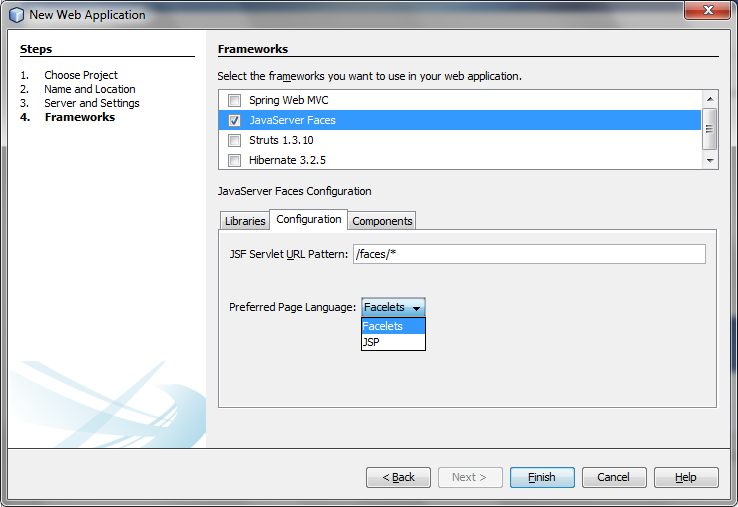 New Web Application
Steps
1. Choose Project
2. Name and Location
3. Server and Settings
4. Frameworks
Frameworks
Select the frameworks you want to use in your web application.
Spring Web MVC
JavaServer Faces
Struts 1.3.10
Hibernate 3.2.5
JavaServer Faces Configuration
Libraries Configuration Components
JSF Servlet URL Pattern: /faces/*
Preferred Page Language: Facelets
Facelets
JSP
< Back Next > Finish Cancel Help